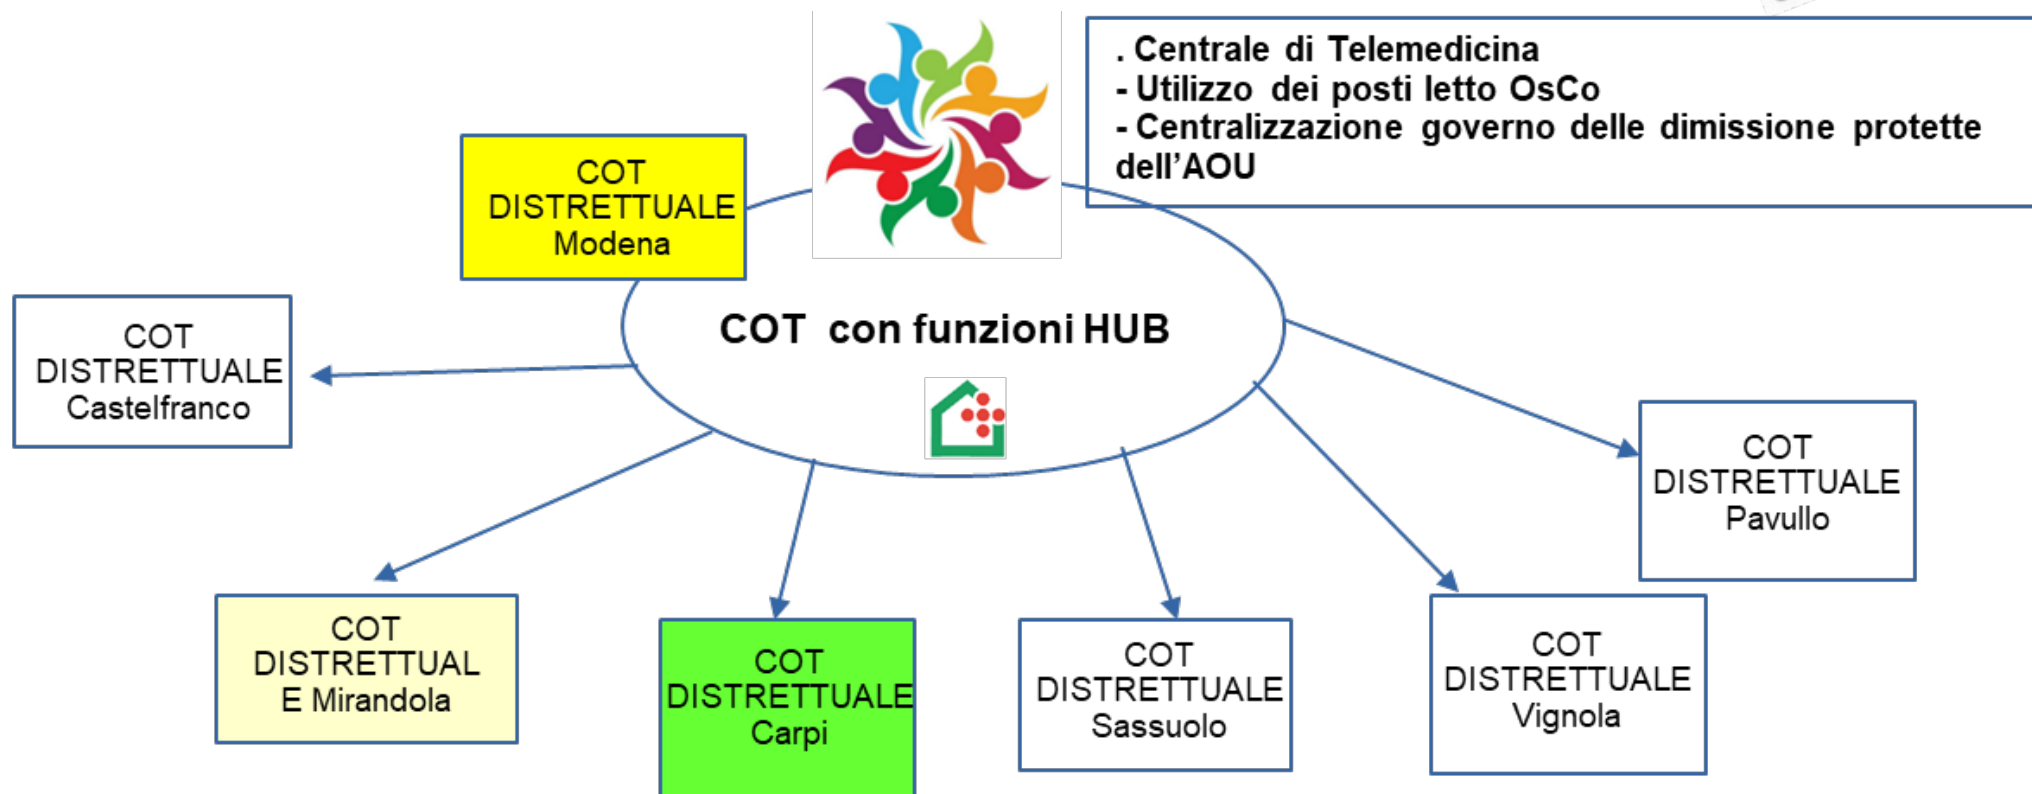 . Centrale di Telemedicina
- Utilizzo dei posti letto OsCo
- Centralizzazione governo delle dimissione protette
dell'AOU
COT
DISTRETTUALE
Modena
COT con funzioni HUB
COT
DISTRETTUALE
Castelfranco
COT
DISTRETTUALE
Pavullo
COT
DISTRETTUAL
E Mirandola
COT
DISTRETTUALE
Carpi
COT
DISTRETTUALE
Sassuolo
COT
DISTRETTUALE
Vignola